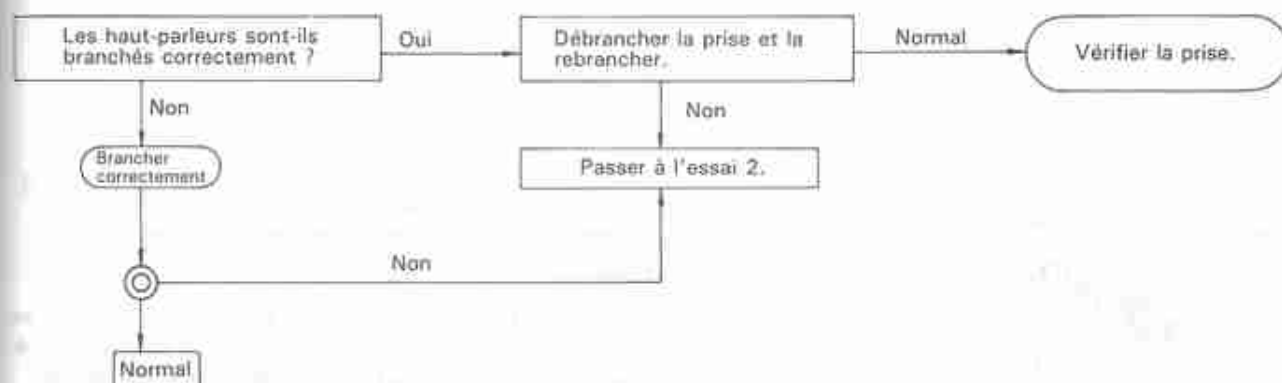 Les haut-parleurs sont-ils
branchés correctement ?
Oui
Débrancher la prise et la
rebrancher.
Normal
Vérifier la prise.
Non
Non
Brancher
correctement
Passer à l'essai 2.
Non
Normal